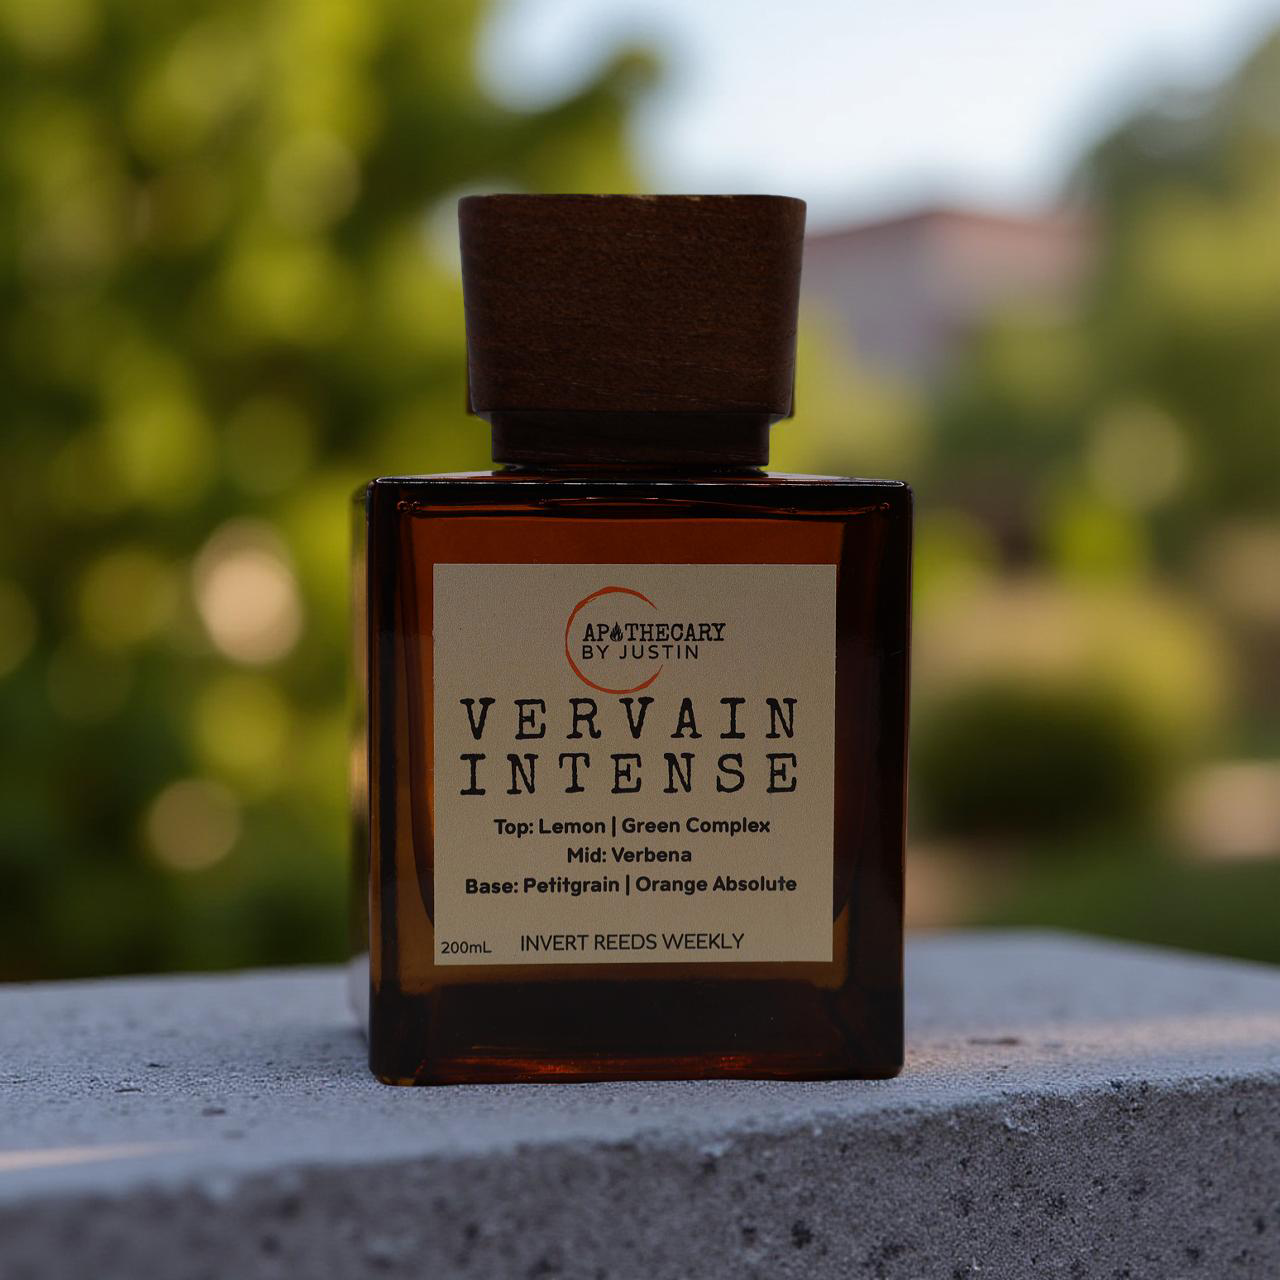 APOTHECARY
BY JUSTIN
VERVAIN
INTENSE
Top: Lemon | Green Complex
Mid: Verbena
Base: Petitgrain | Orange Absolute
200mL INVERT REEDS WEEKLY